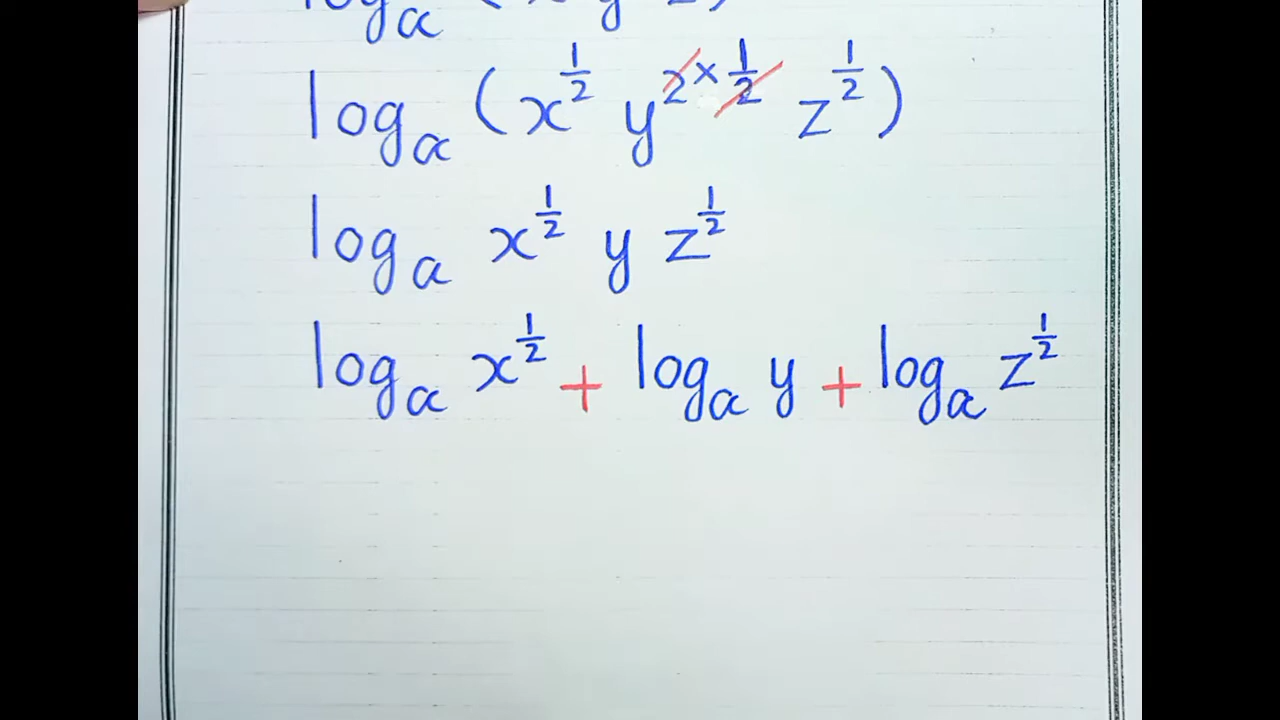 logₐ (x^½ y^(2×½) z^½)
logₐ x^½ y z^½
logₐ x^½ + logₐ y + logₐ z^½